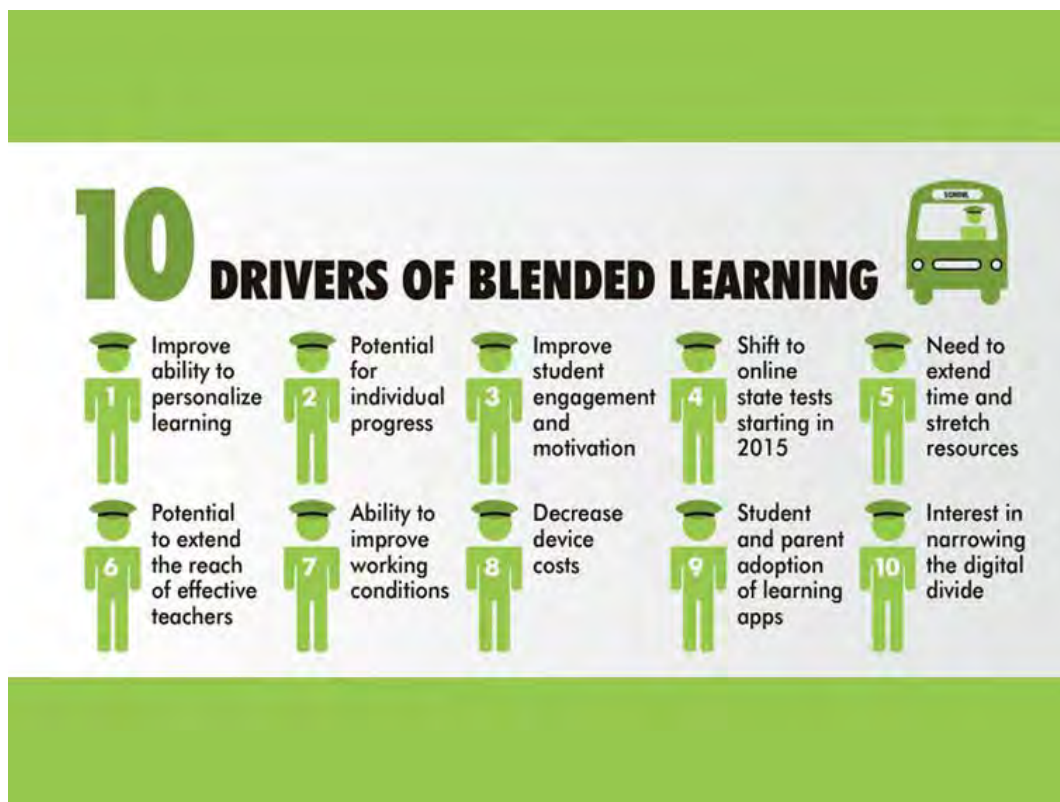 10 DRIVERS OF BLENDED LEARNING
SCHOOL
1
Improve
ability to
personalize
learning
2
Potential
for
individual
progress
3
Improve
student
engagement
and
motivation
4
Shift to
online
state tests
starting in
2015
5
Need to
extend
time and
stretch
resources
6
Potential
to extend
the reach
of effective
teachers
7
Ability to
improve
working
conditions
8
Decrease
device
costs
9
Student
and parent
adoption
of learning
apps
10
Interest in
narrowing
the digital
divide